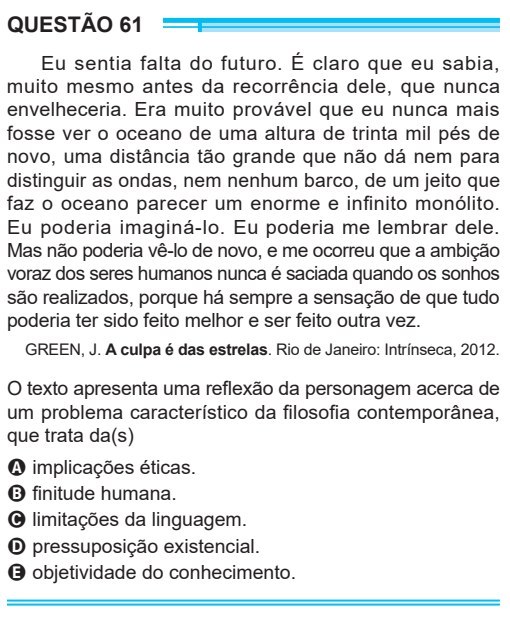 QUESTÃO 61
Eu sentia falta do futuro. É claro que eu sabia,
muito mesmo antes da recorrência dele, que nunca
envelheceria. Era muito provável que eu nunca mais
fosse ver o oceano de uma altura de trinta mil pés de
novo, uma distância tão grande que não dá nem para
distinguir as ondas, nem nenhum barco, de um jeito que
faz o oceano parecer um enorme e infinito monólito.
Eu poderia imaginá-lo. Eu poderia me lembrar dele.
Mas não poderia vê-lo de novo, e me ocorreu que a ambição
voraz dos seres humanos nunca é saciada quando os sonhos
são realizados, porque há sempre a sensação de que tudo
poderia ter sido feito melhor e ser feito outra vez.
GREEN, J. A culpa é das estrelas. Rio de Janeiro: Intrínseca, 2012.
O texto apresenta uma reflexão da personagem acerca de
um problema característico da filosofia contemporânea,
que trata da(s)
A implicações éticas.
B finitude humana.
C limitações da linguagem.
D pressuposição existencial.
E objetividade do conhecimento.